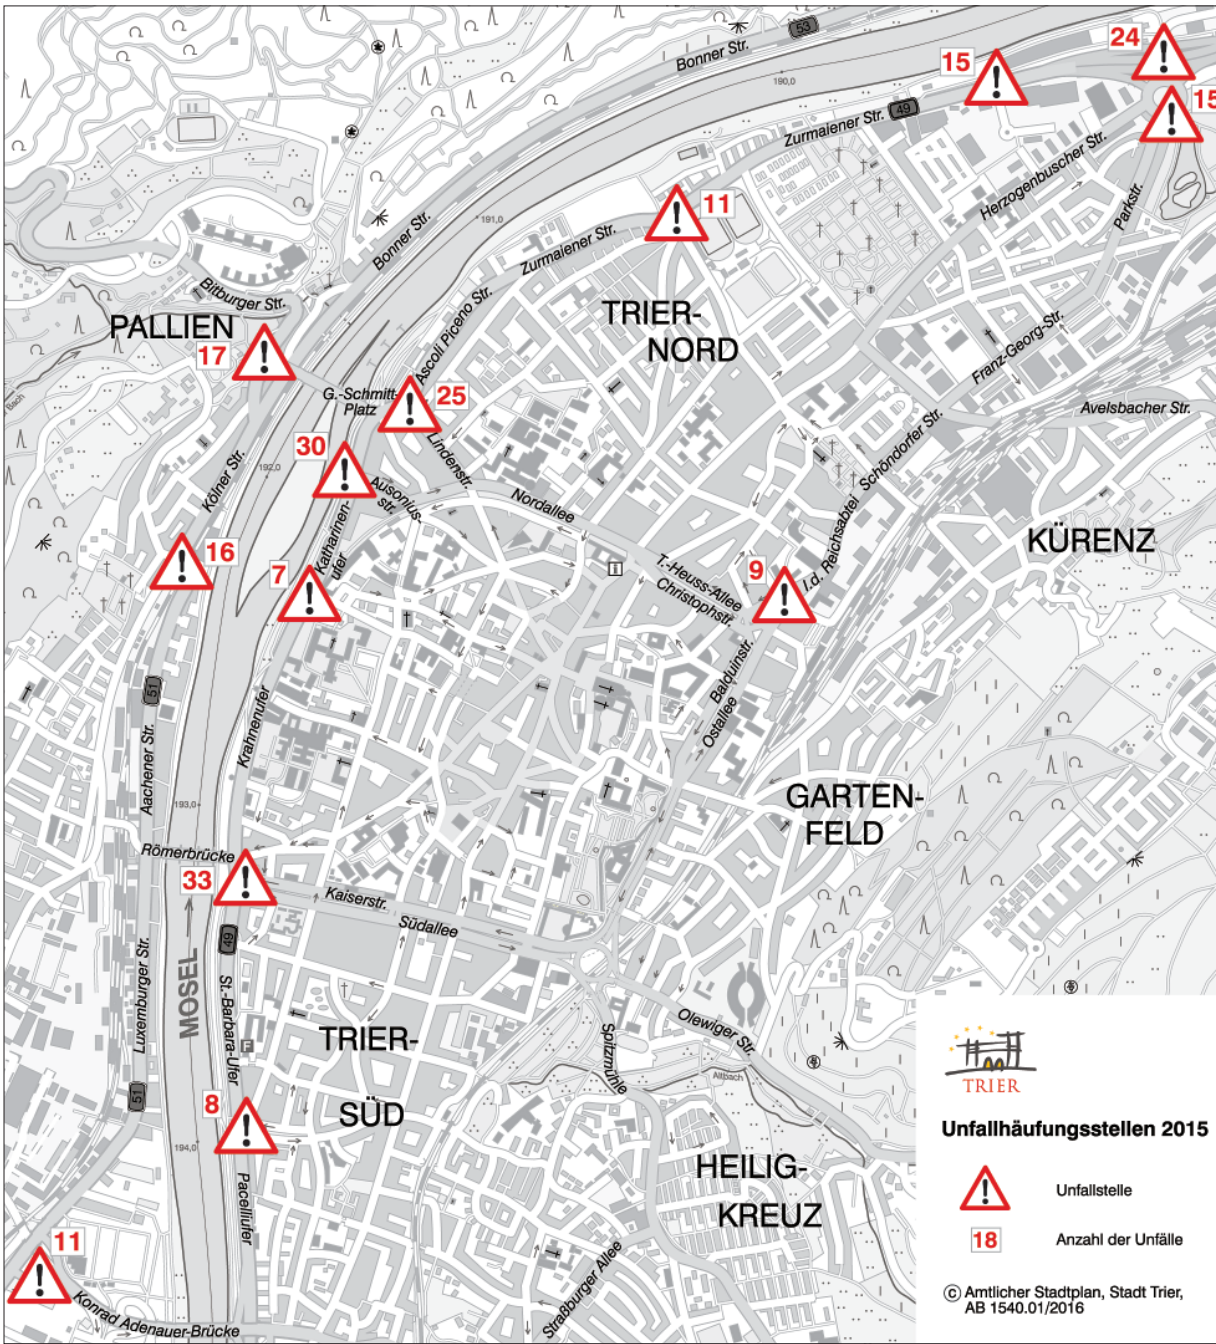 53
Bonner Str.
24
15
190,0
15
Zurmalener Str.
49
Herzogenbuscher Str.
Parkstr.
11
191,0
Bonner Str.
Zurmalener Str.
Bitburger Str.
PALLIEN
17
TRIER-
NORD
Ascoli Piceno Str.
Franz-Georg-Str.
G.-Schmitt-
Platz
25
Avelsbacher Str.
Bach
30
Lindenstr.
Schöndorfer Str.
192,0
Kölner Str.
Ausonius-
str.
Nordallee
Katharinen-
ufer
16
7
KÜRENZ
I.d. Reichsabtei
T.-Heuss-Allee
Christophstr.
9
Balduinstr.
Ostallee
51
Krahnenufer
Aachener Str.
193,0
GARTEN-
FELD
Römerbrücke
33
Kaiserstr.
Südallee
49
MOSEL
Luxemburger Str.
St.-Barbara-Ufer
TRIER-
SÜD
Spitzmühle
Olewiger Str.
Altbach
51
8
194,0
HEILIG-
KREUZ
Pacelliufer
11
Konrad Adenauer-Brücke
Straßburger Allee
TRIER
Unfallhäufungsstellen 2015
Unfallstelle
18
Anzahl der Unfälle
© Amtlicher Stadtplan, Stadt Trier,
AB 1540.01/2016